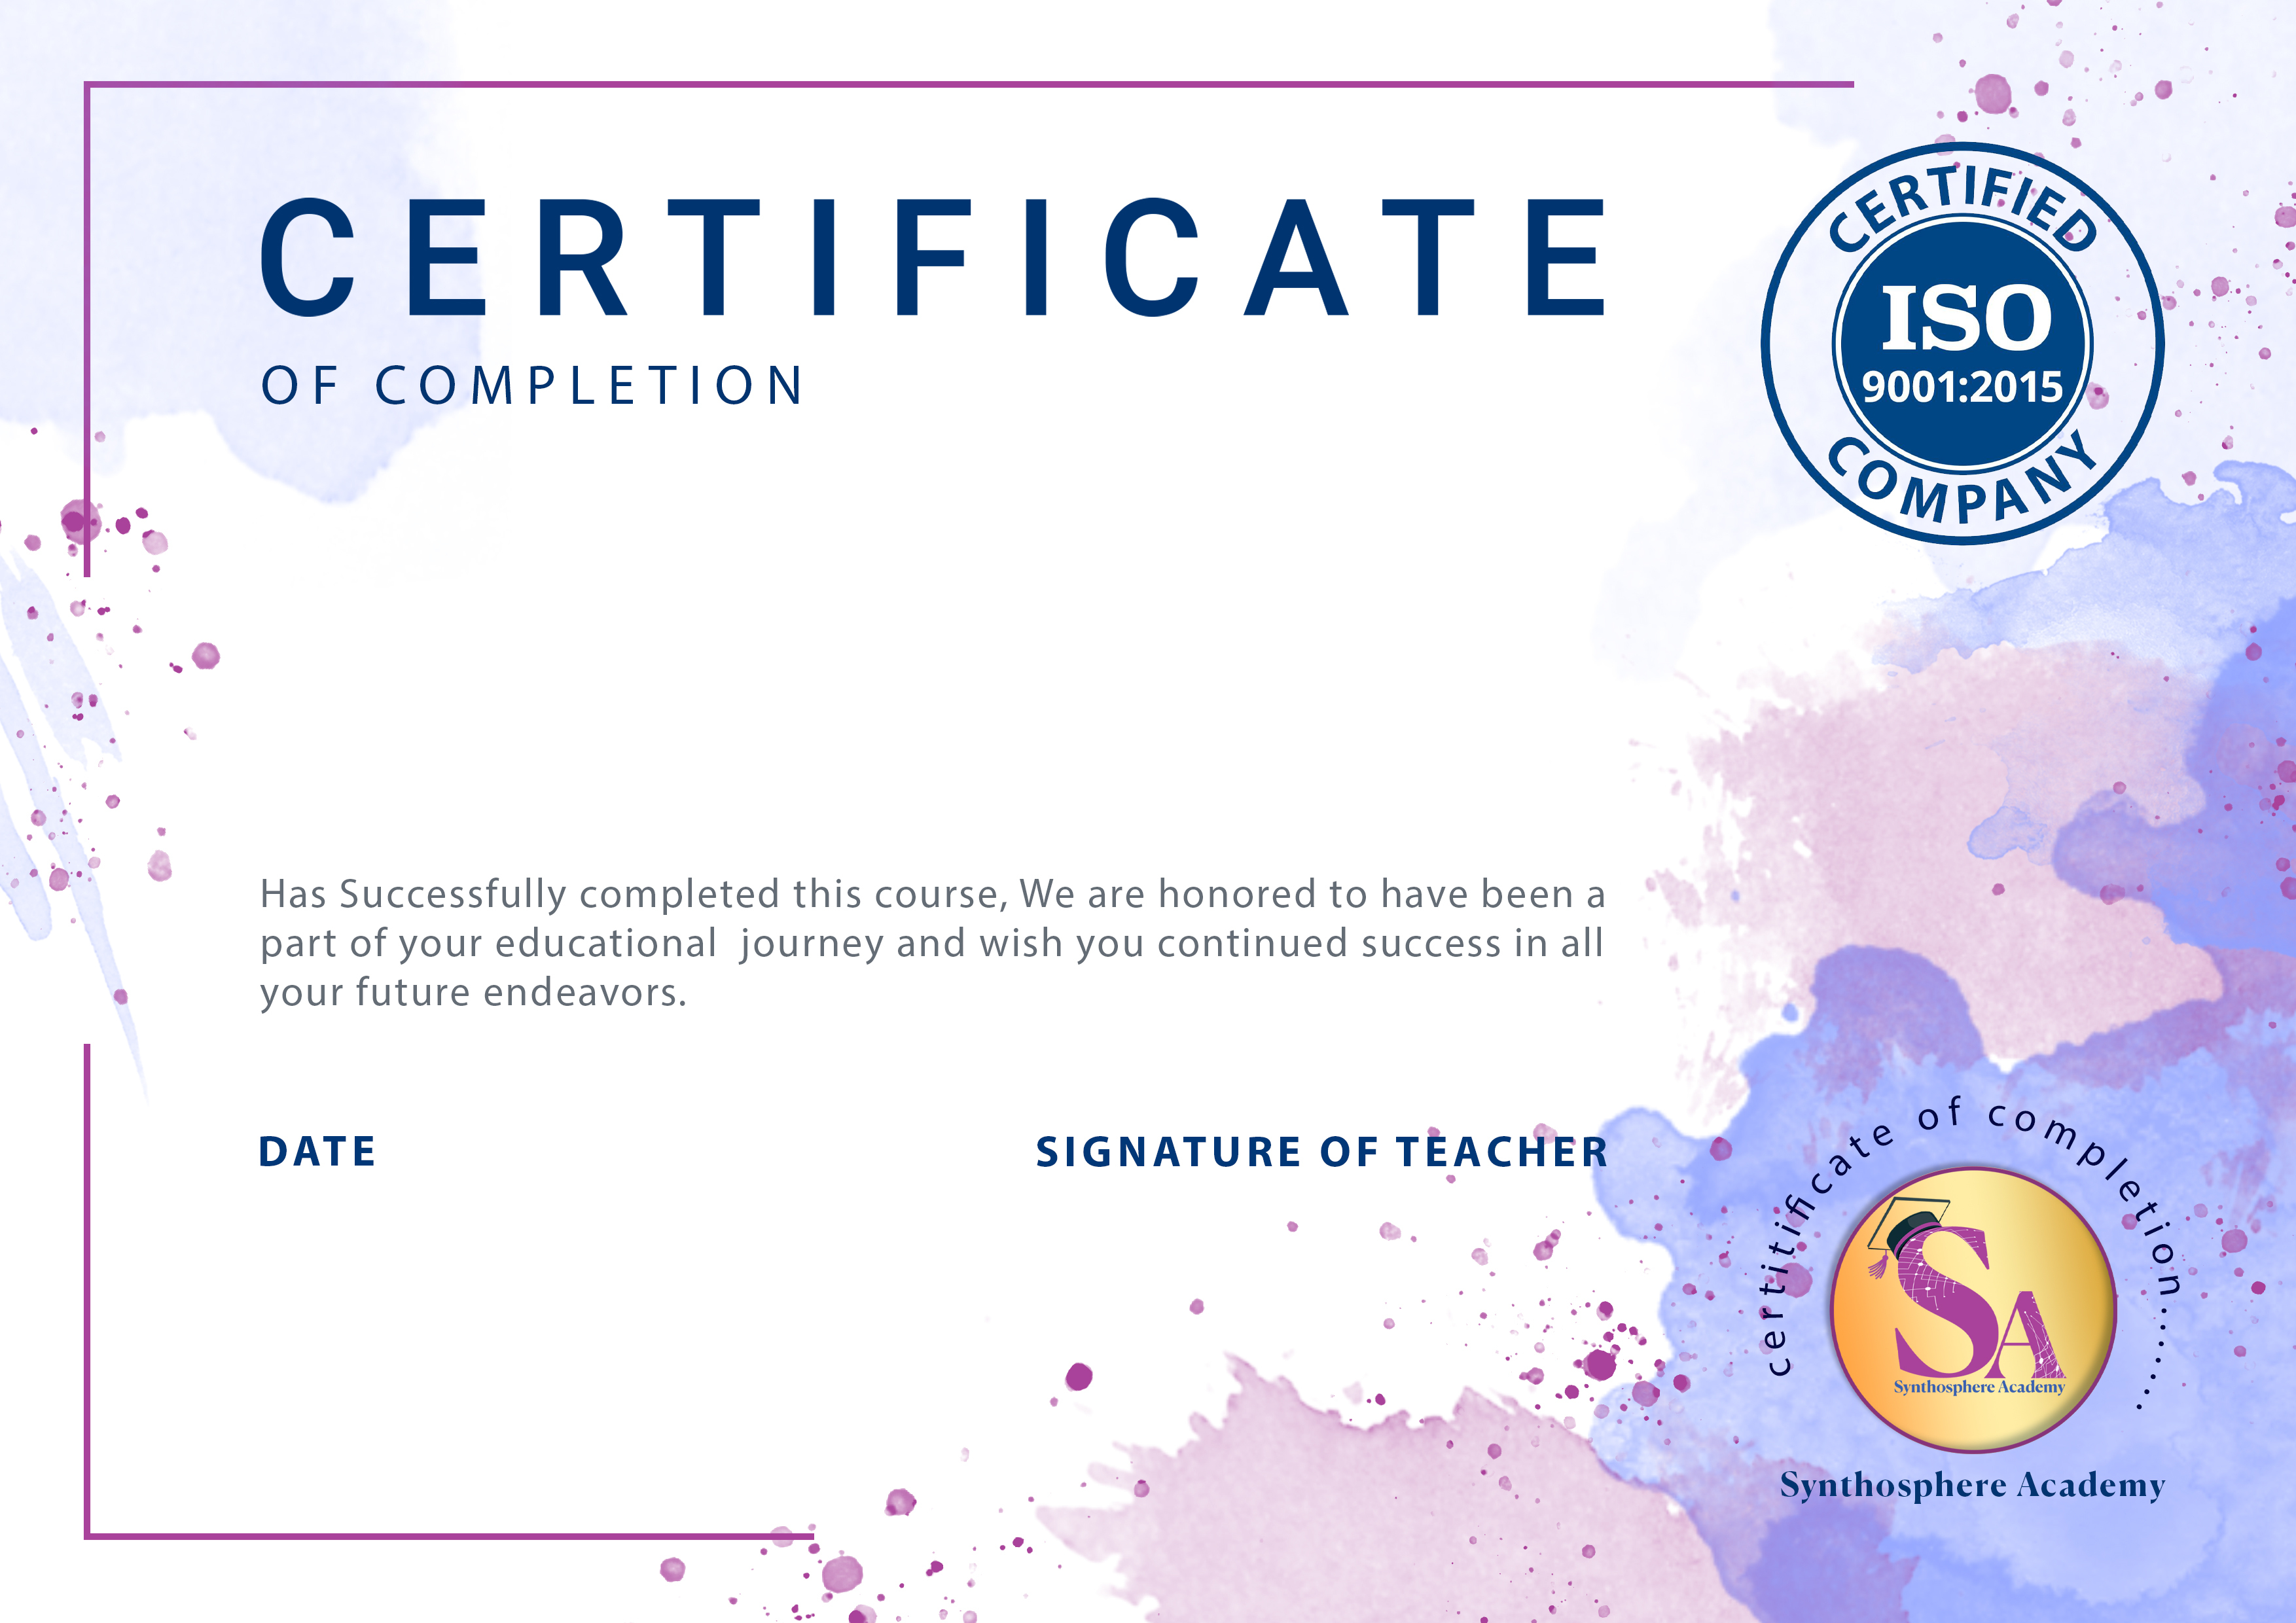 CERTIFICATE
OF COMPLETION
CERTIFIED
ISO
9001:2015
COMPANY
Has Successfully completed this course, We are honored to have been a
part of your educational  journey and wish you continued success in all
your future endeavors.
DATE
SIGNATURE OF TEACHER
certitificate of completion.......
SA
Synthosphere Academy
Synthosphere Academy